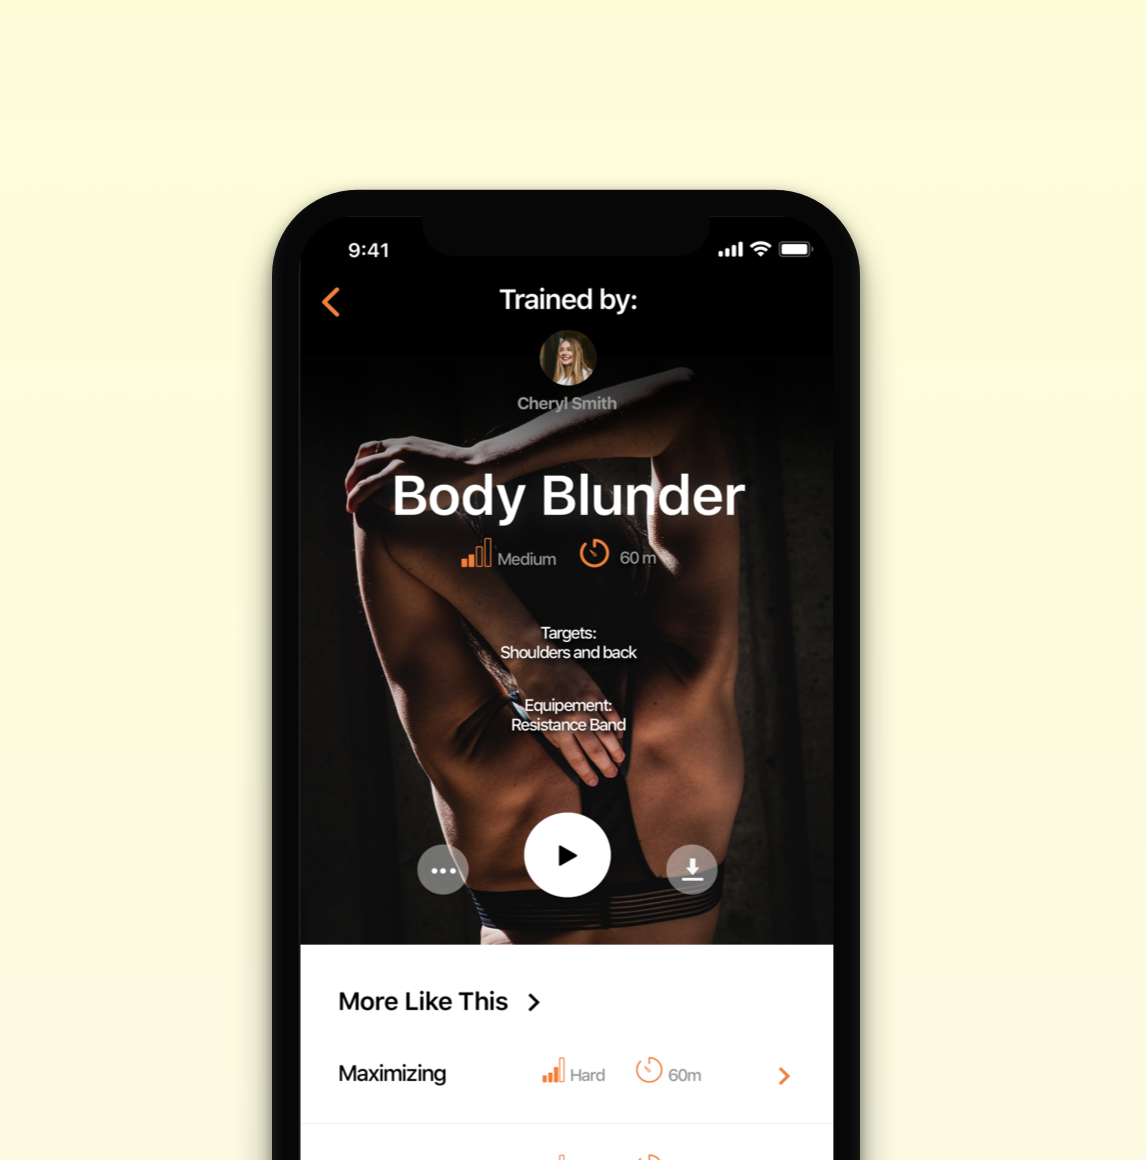 9:41
Trained by:
Cheryl Smith
Body Blunder
Medium 60 m
Targets:
Shoulders and back
Equipement:
Resistance Band
More Like This
Maximizing Hard 60m